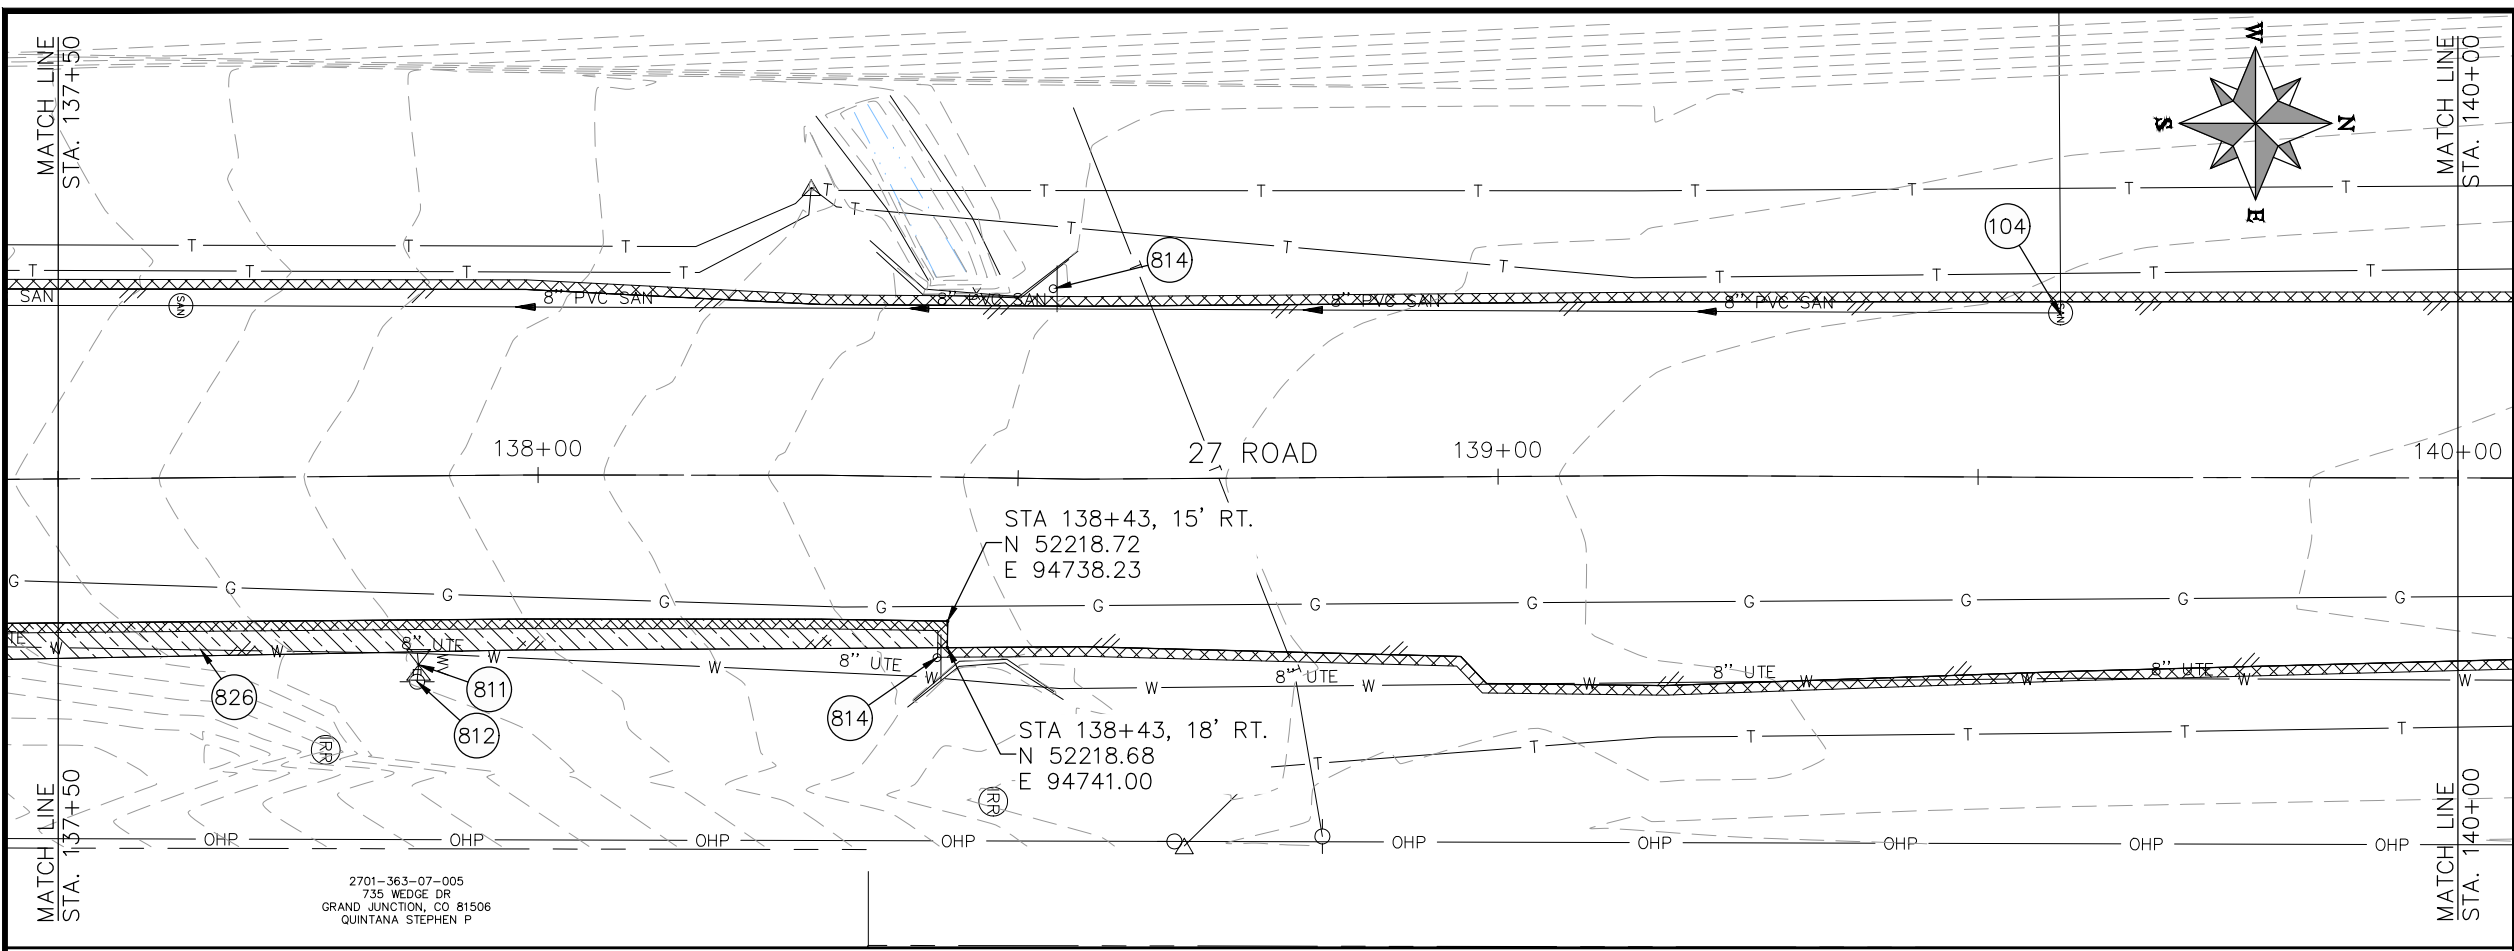 MATCH LINE
STA. 137+50
MATCH LINE
STA. 140+00
W
N
S
E
T
T
T
T
T
T
T
T
104
T
T
T
814
T
T
T
T
T
T
T
T
T
T
T
T
SAN
8" PVC SAN
8" PVC SAN
8" PVC SAN
8" PVC SAN
SAN
138+00
27 ROAD
139+00
140+00
STA 138+43, 15' RT.
N 52218.72
E 94738.23
G
G
G
G
G
G
G
G
G
G
G
G
W
W
8" UTE
WV
W
W
8" UTE
W
W
8" UTE
W
W
8" UTE
W
W
8" UTE
W
W
826
811
812
814
IRR
IRR
STA 138+43, 18' RT.
N 52218.68
E 94741.00
T
T
T
T
T
T
OHP
OHP
OHP
OHP
OHP
OHP
OHP
OHP
OHP
MATCH LINE
STA. 137+50
MATCH LINE
STA. 140+00
2701-363-07-005
735 WEDGE DR
GRAND JUNCTION, CO 81506
QUINTANA STEPHEN P